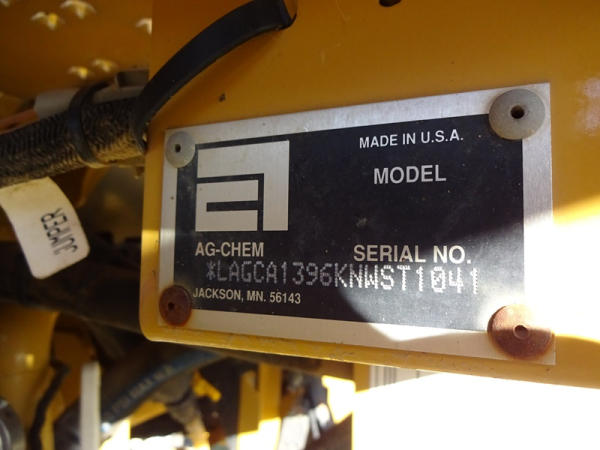 MADE IN U.S.A.
MODEL
AG-CHEM
SERIAL NO.
*LAGCA1396KNWST1041
JACKSON, MN. 56143
JUMPER